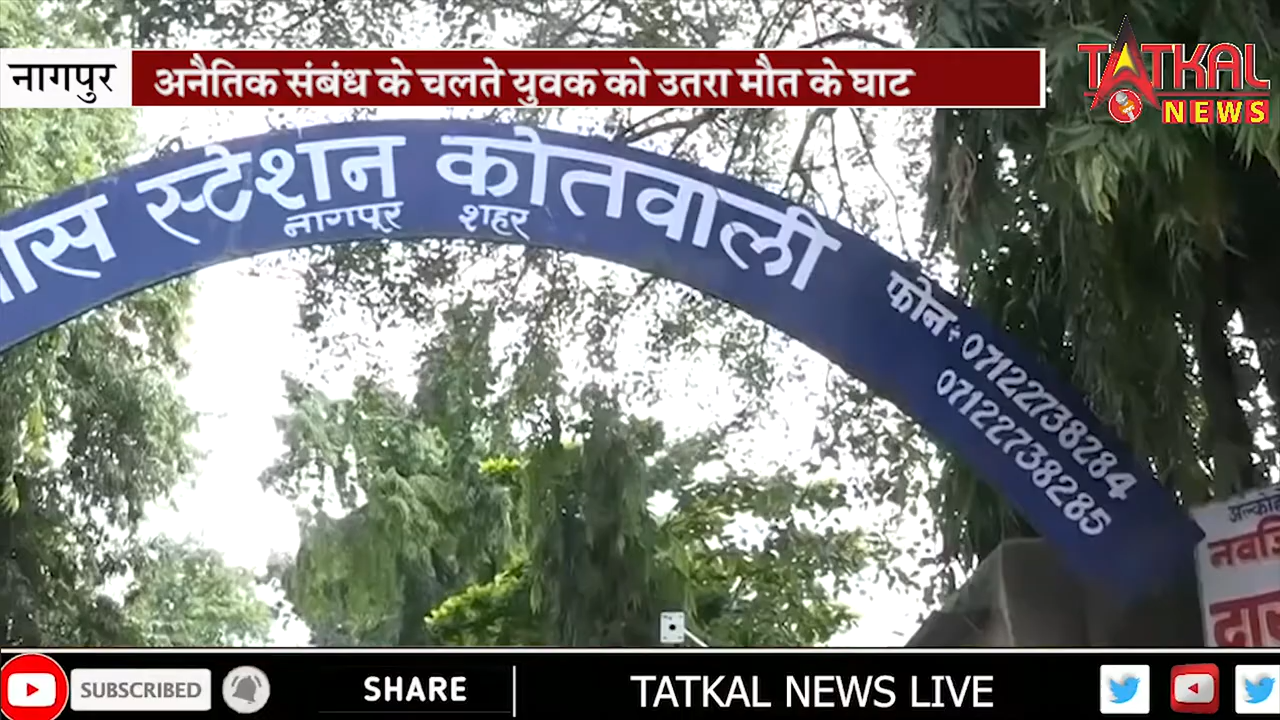 नागपुर अनैतिक संबंध के चलते युवक को उतरा मौत के घाट
TATKAL
NEWS
स्टेशन कोतवाली
नागपूर शहर
फोन÷ 07122738284
07122738285
SUBSCRIBED SHARE TATKAL NEWS LIVE